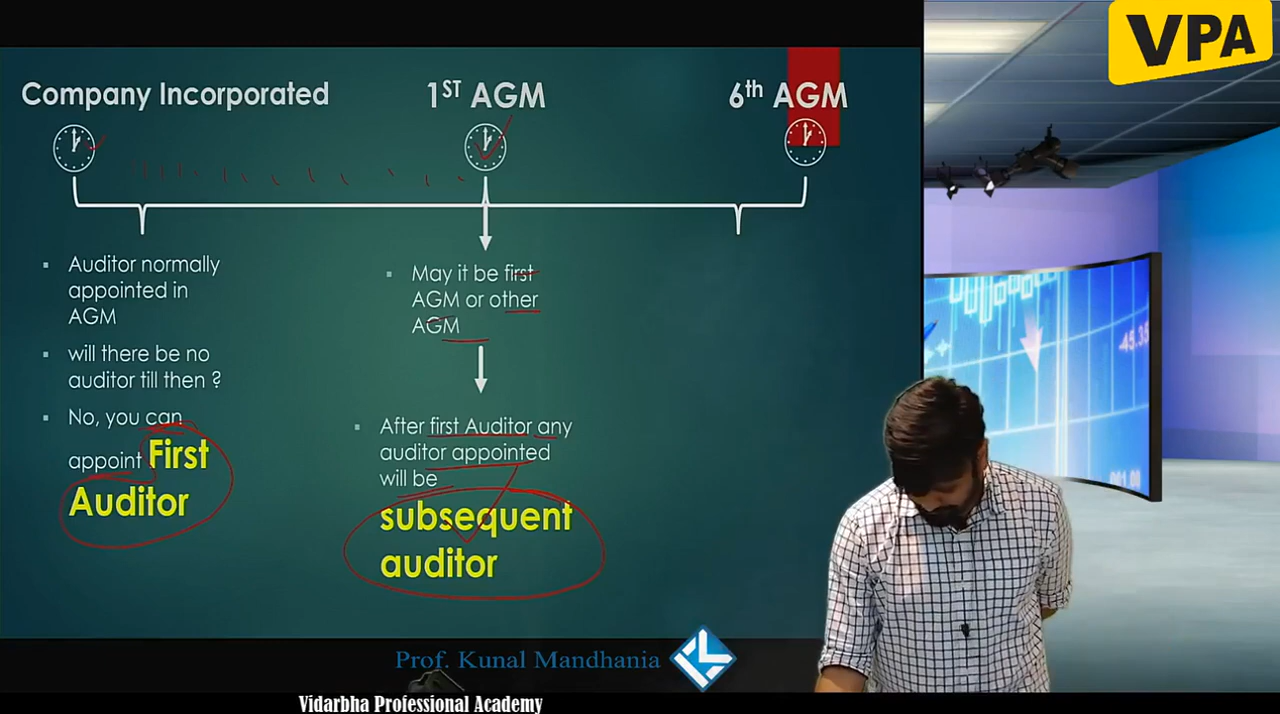 VPA
Company Incorporated
1ST AGM
6th AGM
Auditor normally
appointed in
AGM
will there be no
auditor till then ?
No, you can
appoint First
Auditor
May it be first
AGM or other
AGM
After first Auditor any
auditor appointed
will be
subsequent
auditor
-45.35
Prof. Kunal Mandhania
Vidarbha Professional Academy